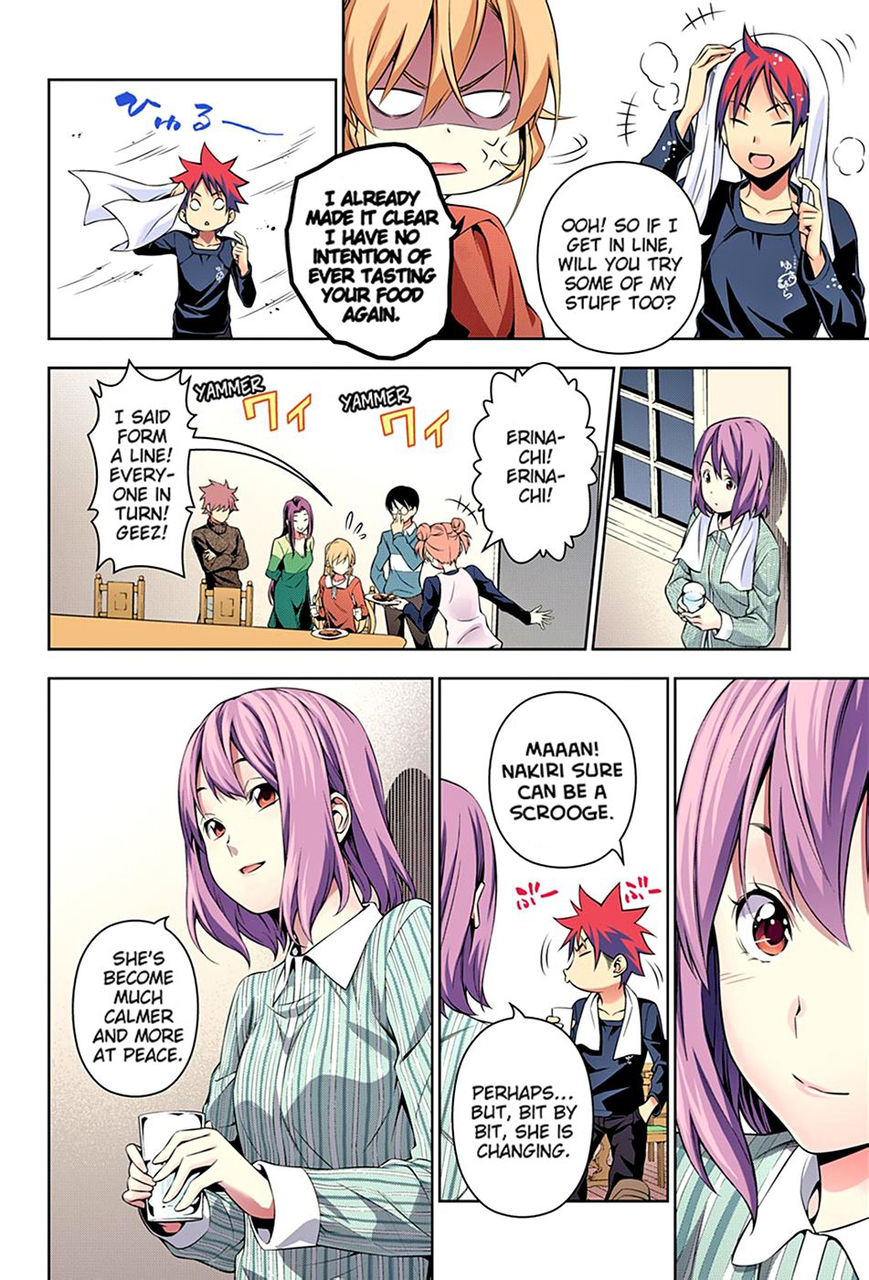 OOH! SO IF I
GET IN LINE,
WILL YOU TRY
SOME OF MY
STUFF TOO?
I ALREADY
MADE IT CLEAR
I HAVE NO
INTENTION OF
EVER TASTING
YOUR FOOD
AGAIN.
ひゅる〜
ERINA-
CHI!
ERINA-
CHI!
YAMMER
ワイ
YAMMER
ワイ
I SAID
FORM
A LINE!
EVERY-
ONE IN
TURN!
GEEZ!
MAAAN!
NAKIRI SURE
CAN BE A
SCROOGE.
ぶー
ぶー
PERHAPS...
BUT, BIT BY
BIT, SHE IS
CHANGING.
SHE'S
BECOME
MUCH
CALMER
AND MORE
AT PEACE.